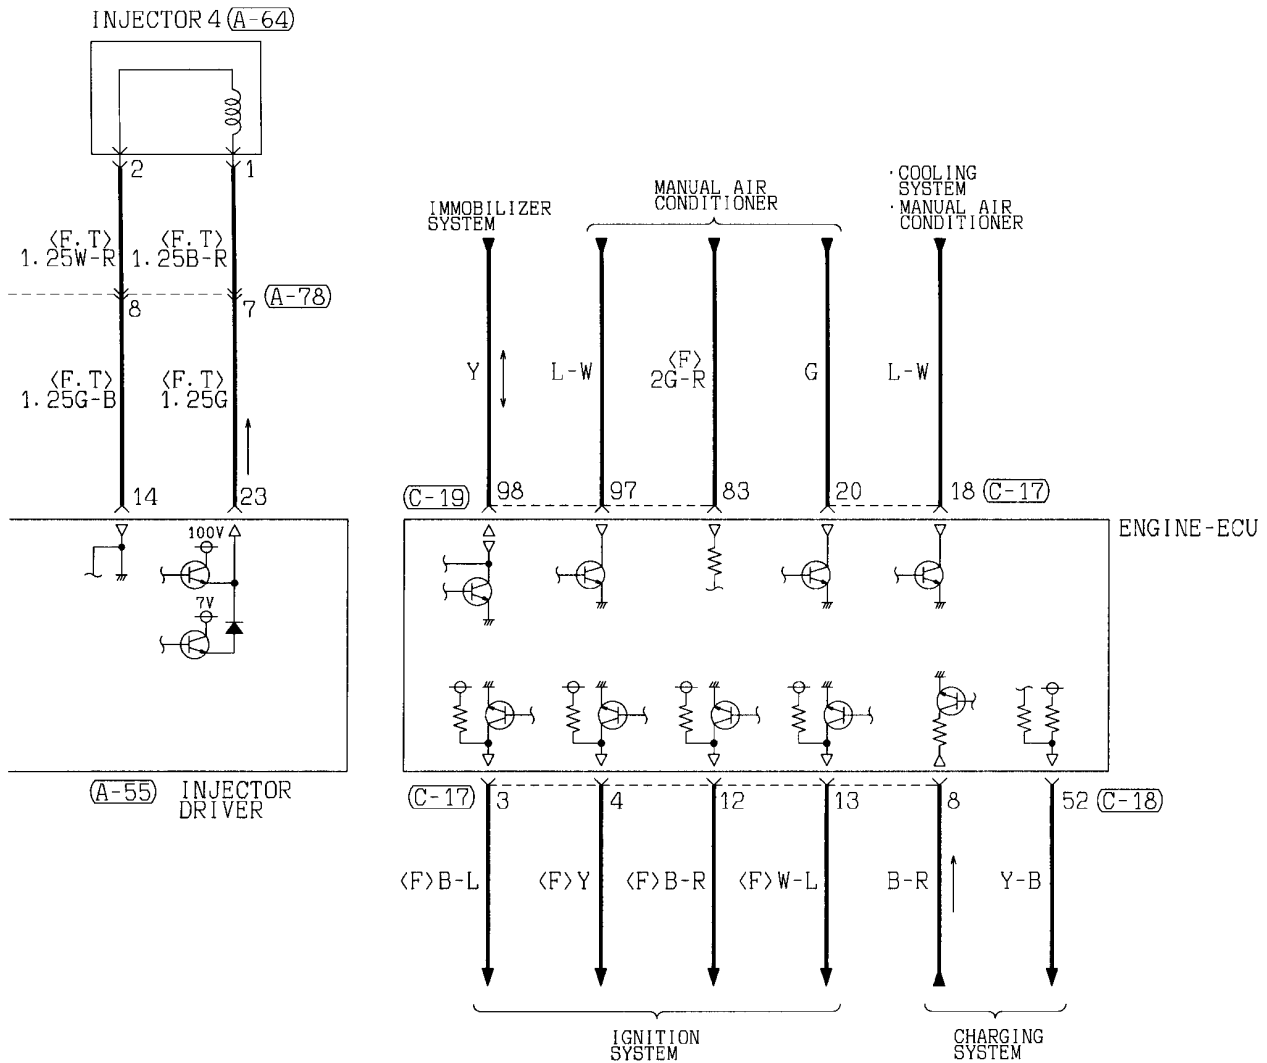 INJECTOR 4 (A-64)
2 1
<F.T> <F.T>
1.25W-R 1.25B-R
(A-78)
8 7
<F.T> <F.T>
1.25G-B 1.25G
14 23
100V
7V
(A-55) INJECTOR
DRIVER
IMMOBILIZER
SYSTEM
MANUAL AIR
CONDITIONER
·COOLING
SYSTEM
·MANUAL AIR
CONDITIONER
Y L-W <F> G L-W
2G-R
(C-19) 98 97 83 20 18 (C-17)
ENGINE-ECU
(C-17) 3 4 12 13 8 52 (C-18)
<F>B-L <F>Y <F>B-R <F>W-L B-R Y-B
IGNITION
SYSTEM
CHARGING
SYSTEM